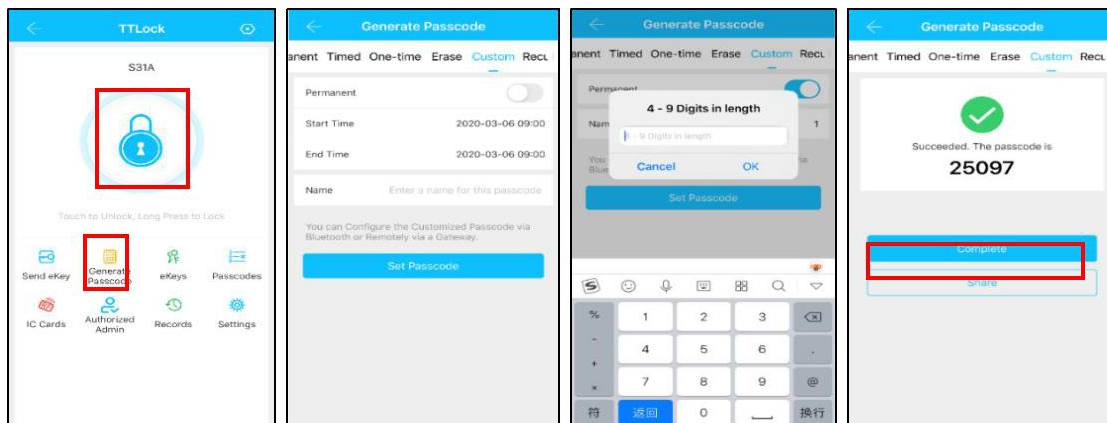 TTLock
S31A
Touch to Unlock, Long Press to Lock
Send eKey
Generate
Passcode
eKeys
Passcodes
IC Cards
Authorized
Admin
Records
Settings
Generate Passcode
anent Timed One-time Erase Custom Recu
Permanent
Start Time 2020-03-06 09:00
End Time 2020-03-06 09:00
Name Enter a name for this passcode
You can Configure the Customized Passcode via
Bluetooth or Remotely via a Gateway.
Set Passcode
Generate Passcode
anent Timed One-time Erase Custom Recu
Permanent
4 - 9 Digits in length
Nam 1
4 - 9 Digits in length
You via
Blue
Cancel OK
Set Passcode
% 1 2 3
- 4 5 6 .
+
× 7 8 9 @
符 返回 0 换行
Generate Passcode
anent Timed One-time Erase Custom Recu
Succeeded. The passcode is
25097
Complete
Share